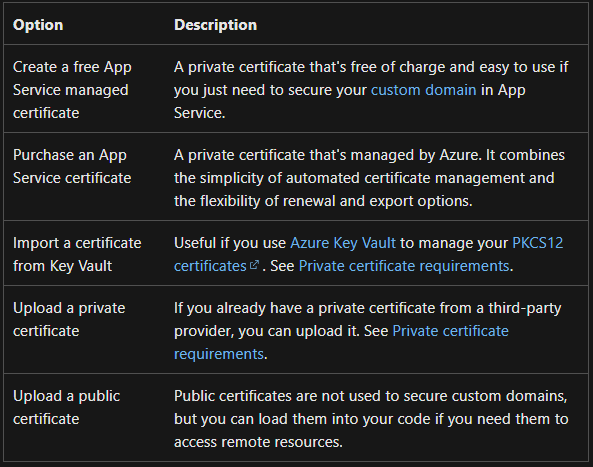 Option Description
Create a free App
Service managed
certificate
A private certificate that's free of charge and easy to use if
you just need to secure your custom domain in App
Service.
Purchase an App
Service certificate
A private certificate that's managed by Azure. It combines
the simplicity of automated certificate management and
the flexibility of renewal and export options.
Import a certificate
from Key Vault
Useful if you use Azure Key Vault to manage your PKCS12
certificates . See Private certificate requirements.
Upload a private
certificate
If you already have a private certificate from a third-party
provider, you can upload it. See Private certificate
requirements.
Upload a public
certificate
Public certificates are not used to secure custom domains,
but you can load them into your code if you need them to
access remote resources.